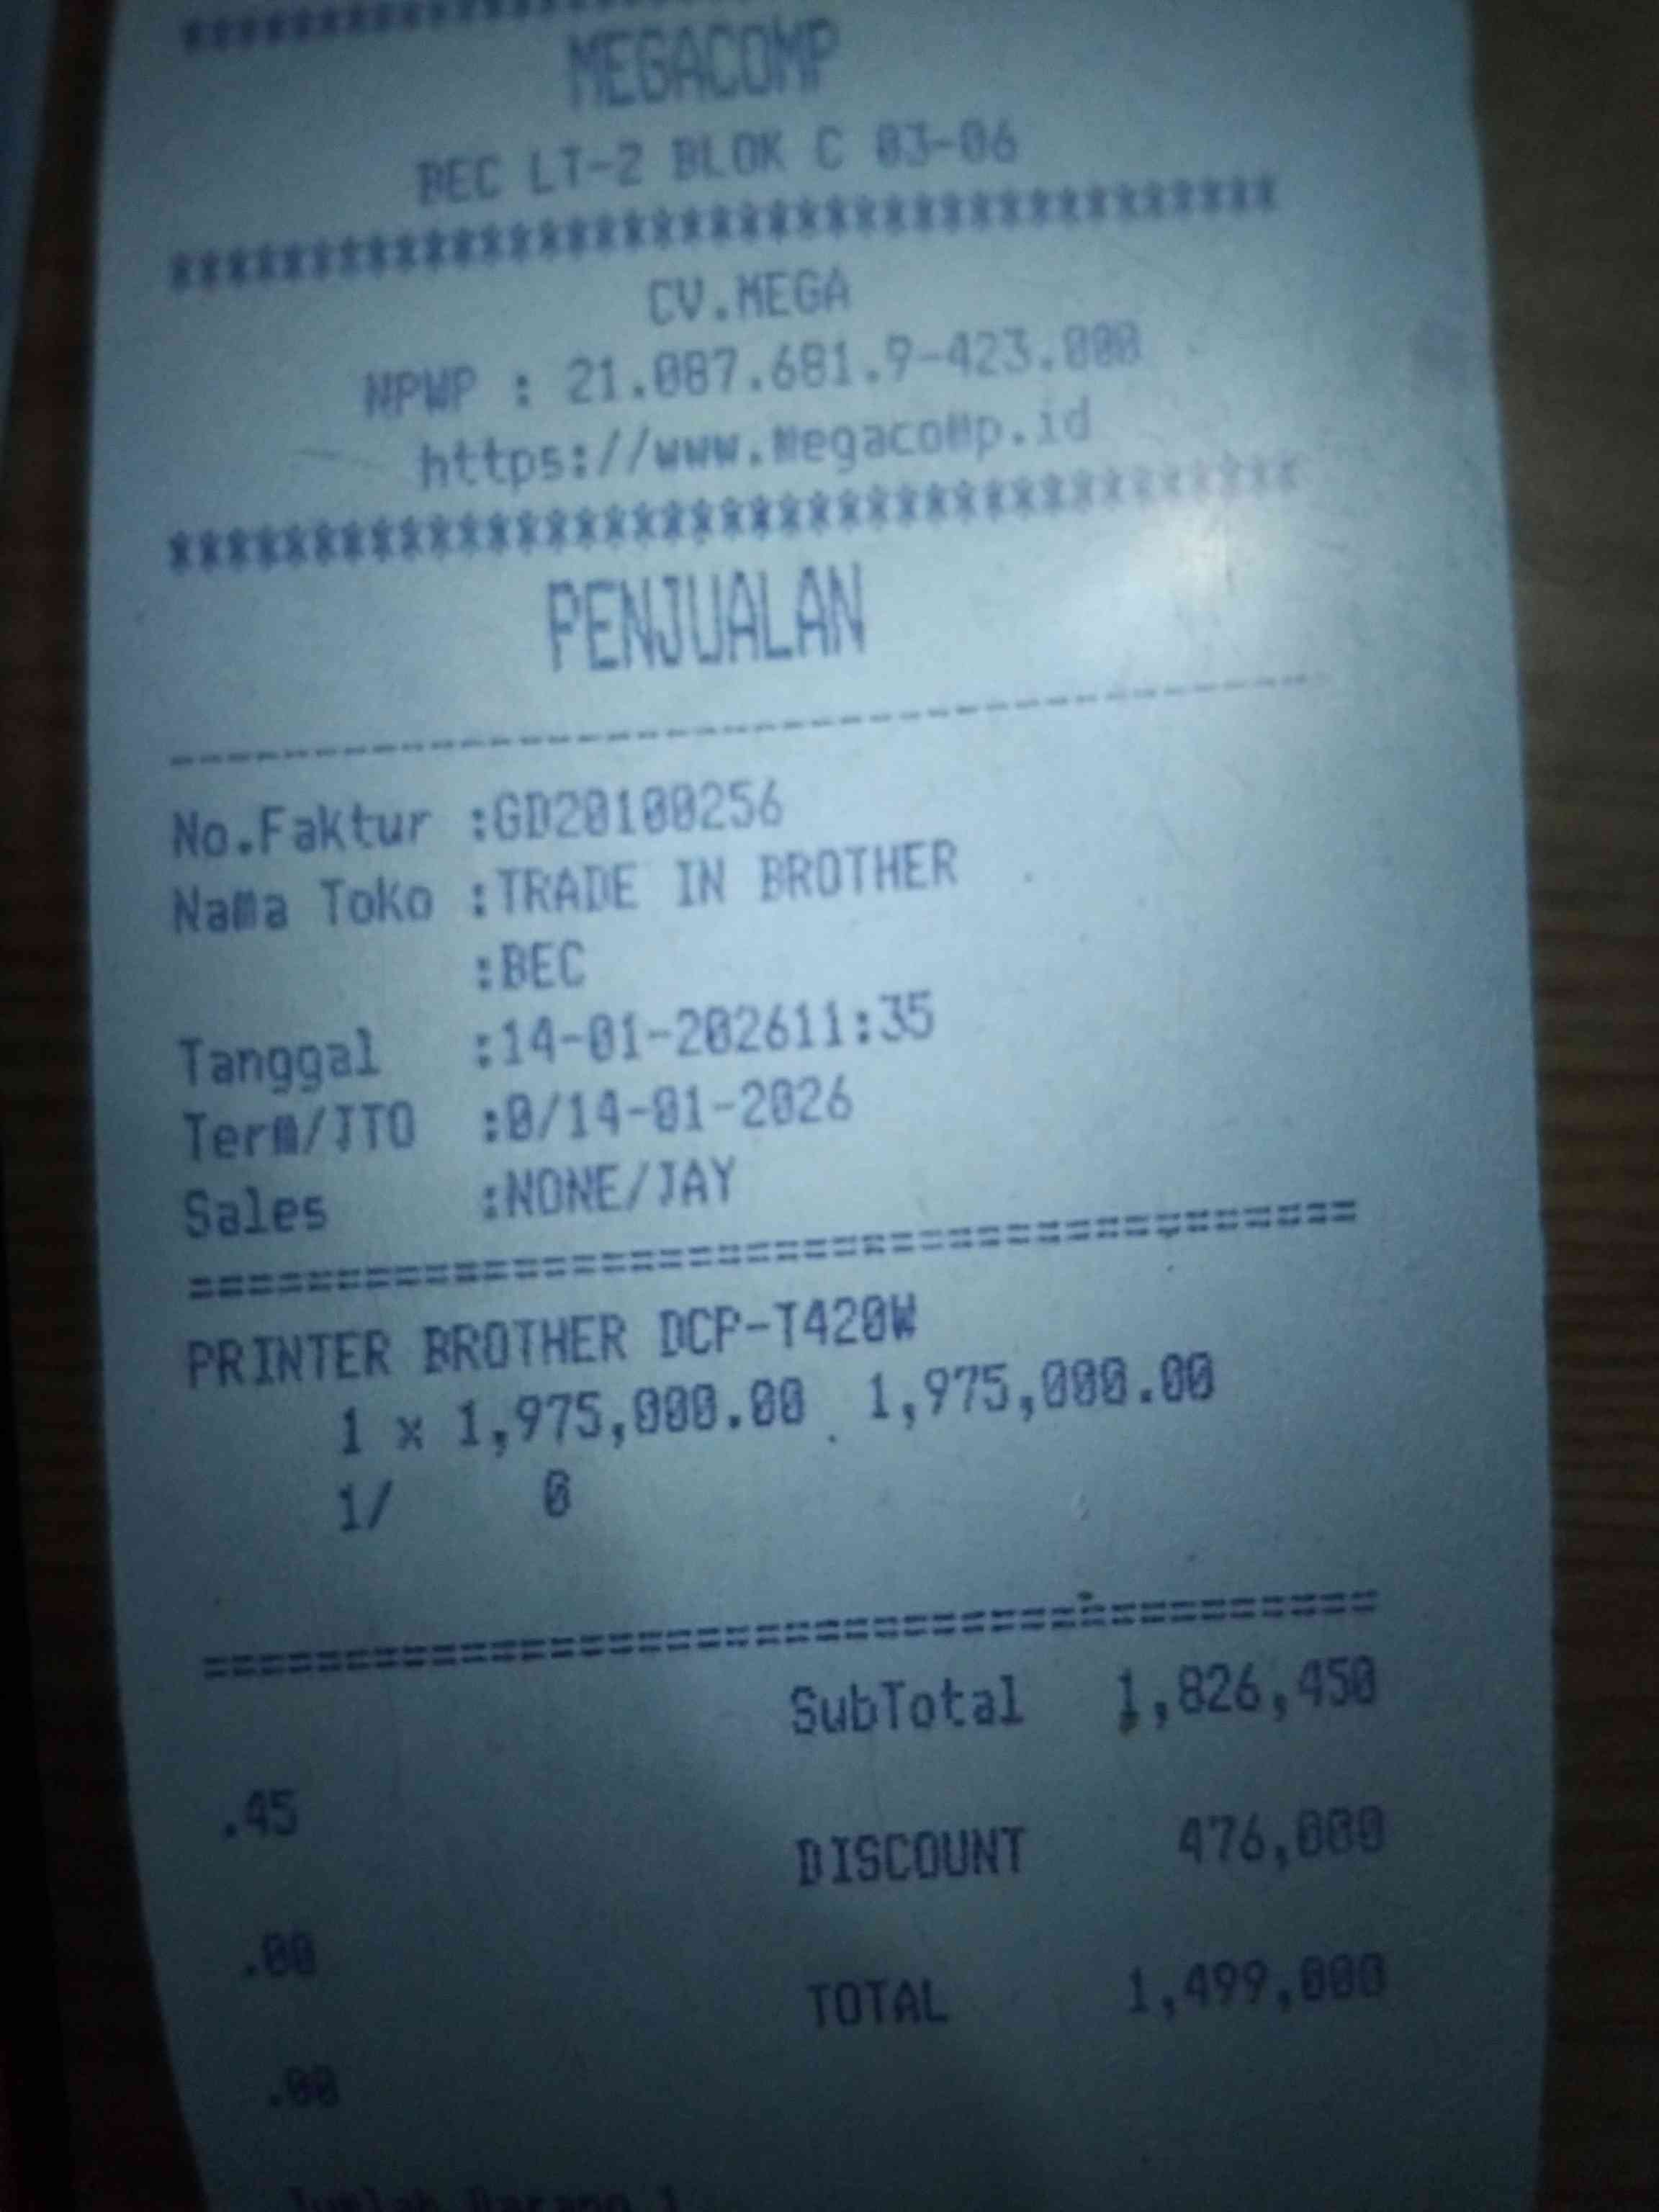 ********************************
MEGACOMP
BEC LT-2 BLOK C 03-06
***************************************
CV.MEGA
NPWP : 21.087.681.9-423.000
https://www.megacomp.id
***************************************
PENJUALAN
---------------------------------------
No.Faktur :GD20100256
Nama Toko :TRADE IN BROTHER
:BEC
Tanggal :14-01-202611:35
Term/JTO :0/14-01-2026
Sales :NONE/JAY
========================================
PRINTER BROTHER DCP-T420W
1 x 1,975,000.00 1,975,000.00
1/ 0
========================================
SubTotal 1,826,450
.45
DISCOUNT 476,000
.00
TOTAL 1,499,000
.00
Jumlah Barang 1